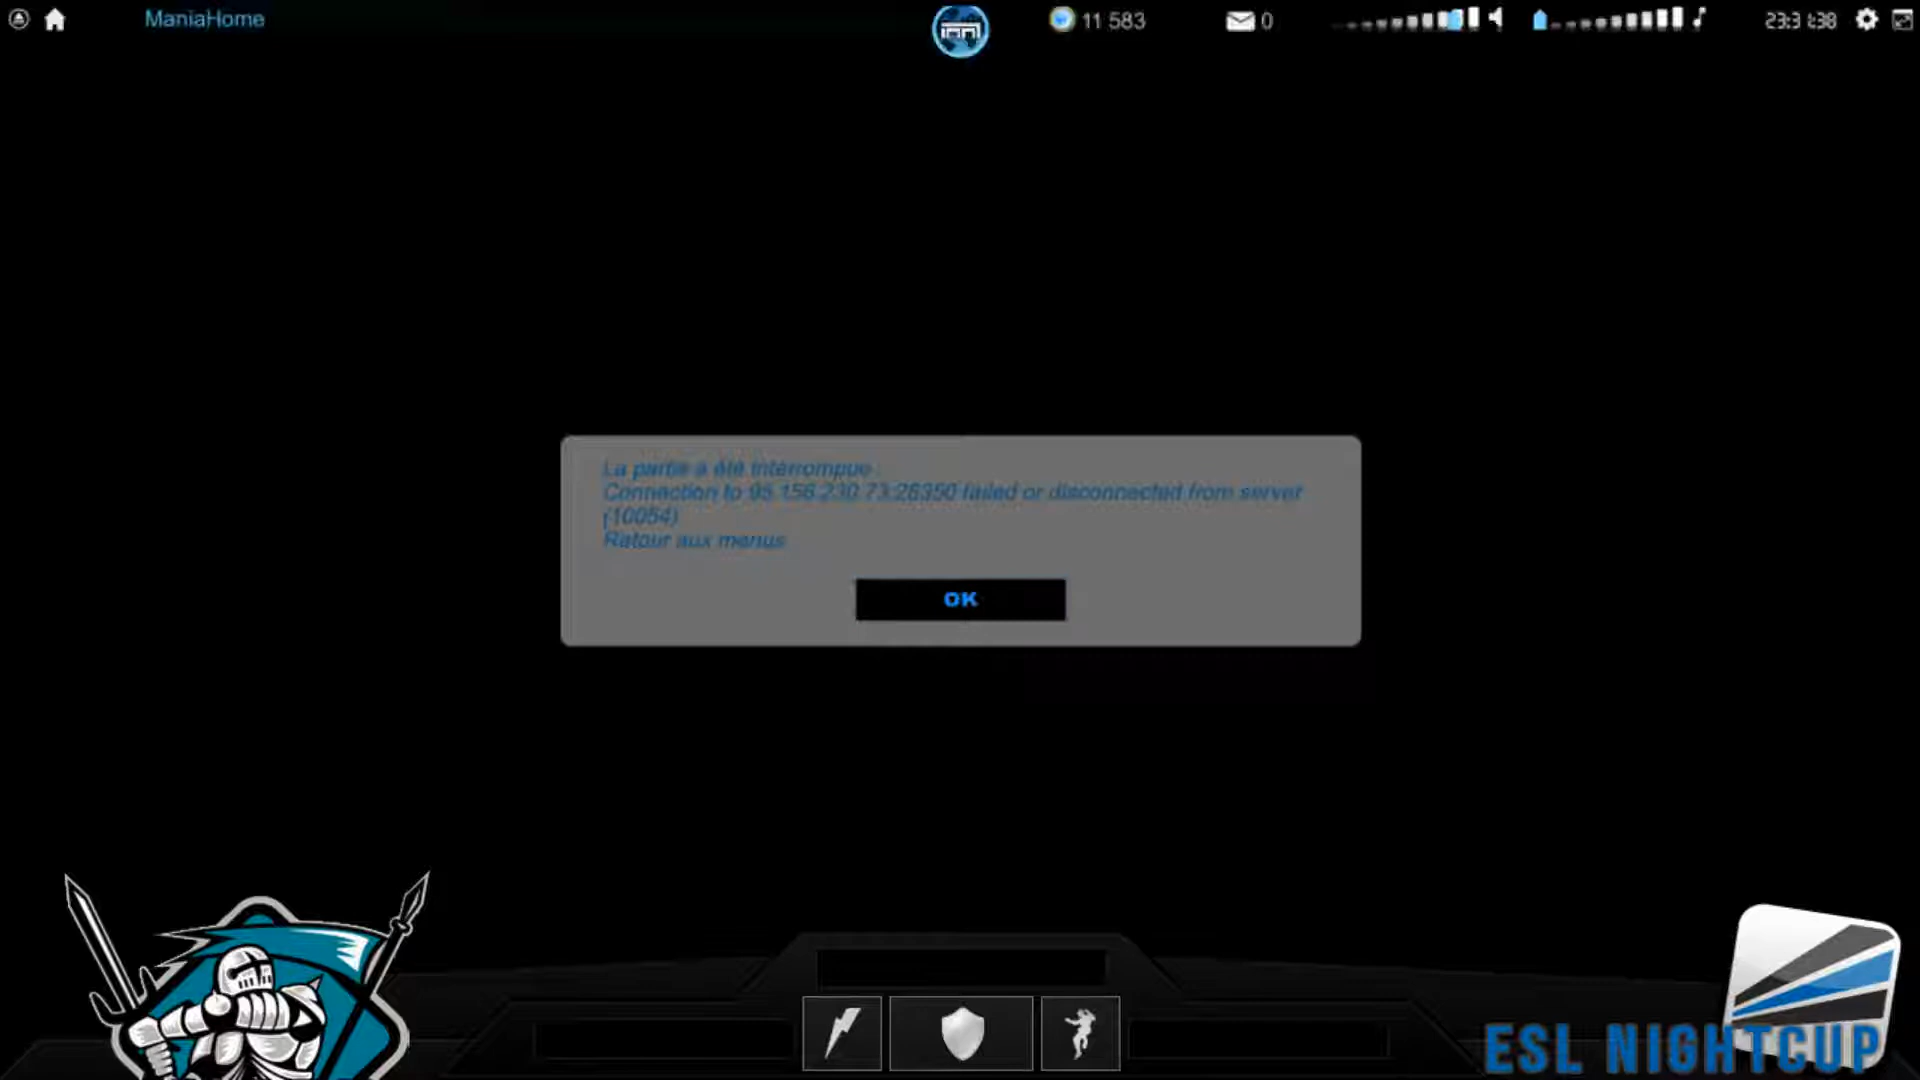 ManiaHome
11 583
0
La partie a été interrompue :
Connection to 95.156.230.73:26350 failed or disconnected from server
(10054)
Retour aux menus
OK
ESL NIGHTCUP